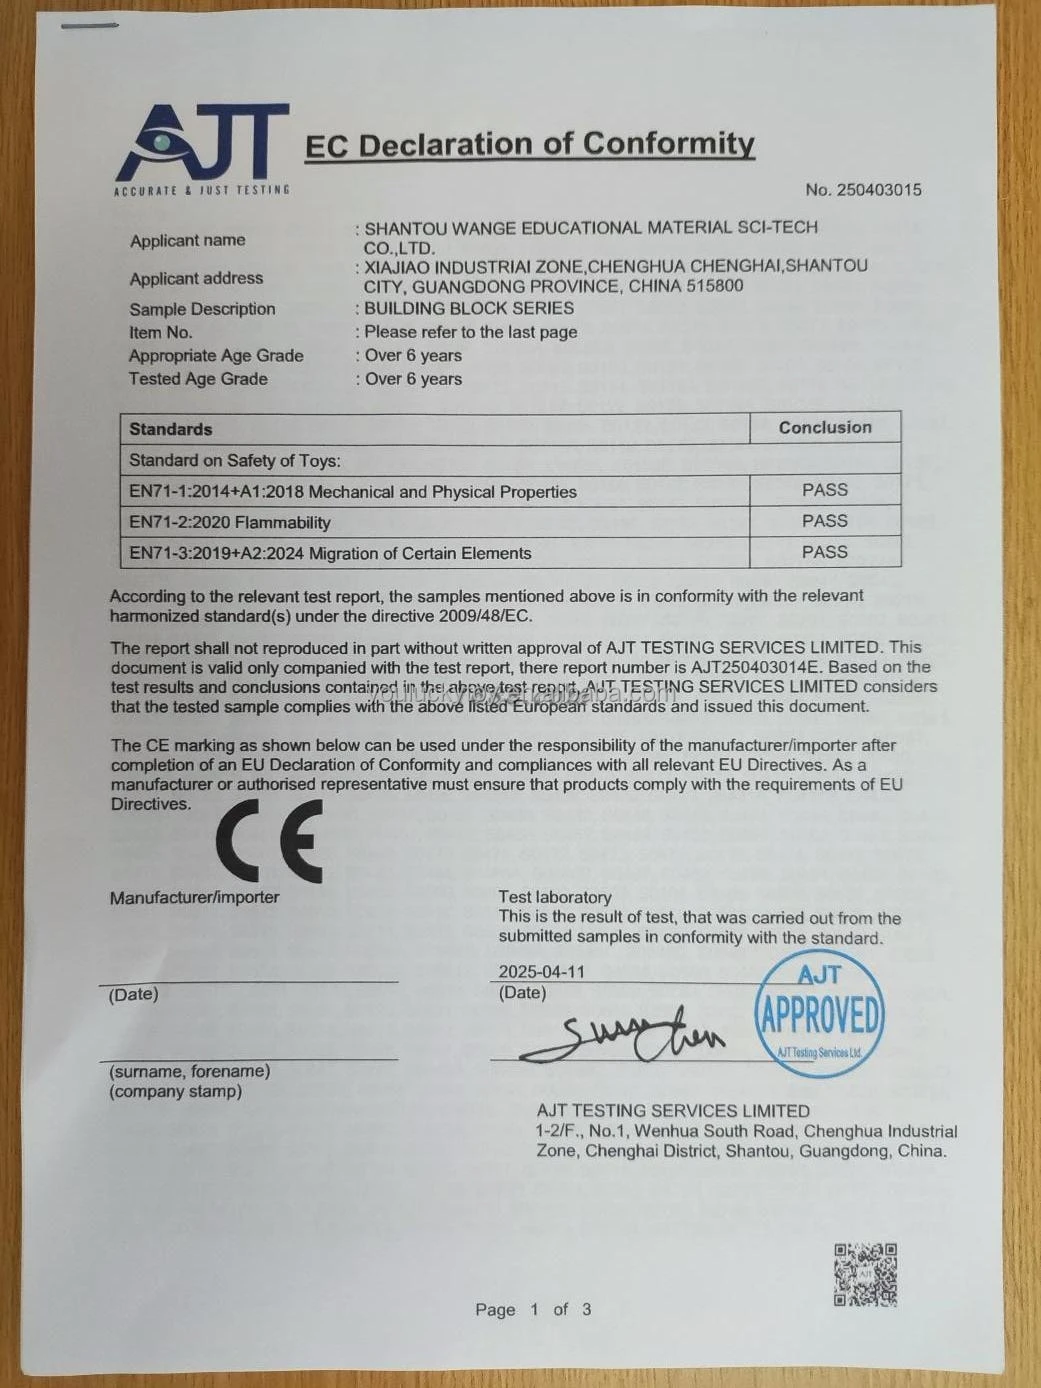 AJT
ACCURATE & JUST TESTING
EC Declaration of Conformity
No. 250403015
Applicant name : SHANTOU WANGE EDUCATIONAL MATERIAL SCI-TECH
CO.,LTD.
Applicant address : XIAJIAO INDUSTRIAI ZONE,CHENGHUA CHENGHAI,SHANTOU
CITY, GUANGDONG PROVINCE, CHINA 515800
Sample Description : BUILDING BLOCK SERIES
Item No. : Please refer to the last page
Appropriate Age Grade : Over 6 years
Tested Age Grade : Over 6 years
Standards Conclusion
Standard on Safety of Toys:
EN71-1:2014+A1:2018 Mechanical and Physical Properties PASS
EN71-2:2020 Flammability PASS
EN71-3:2019+A2:2024 Migration of Certain Elements PASS
According to the relevant test report, the samples mentioned above is in conformity with the relevant
harmonized standard(s) under the directive 2009/48/EC.
The report shall not reproduced in part without written approval of AJT TESTING SERVICES LIMITED. This
document is valid only companied with the test report, there report number is AJT250403014E. Based on the
test results and conclusions contained in the above test report, AJT TESTING SERVICES LIMITED considers
that the tested sample complies with the above listed European standards and issued this document.
The CE marking as shown below can be used under the responsibility of the manufacturer/importer after
completion of an EU Declaration of Conformity and compliances with all relevant EU Directives. As a
manufacturer or authorised representative must ensure that products comply with the requirements of EU
Directives.
CE
Manufacturer/importer
Test laboratory
This is the result of test, that was carried out from the
submitted samples in conformity with the standard.
2025-04-11
(Date)
(Date)
AJT
APPROVED
AJT Testing Services Ltd.
(surname, forename)
(company stamp)
AJT TESTING SERVICES LIMITED
1-2/F., No.1, Wenhua South Road, Chenghua Industrial
Zone, Chenghai District, Shantou, Guangdong, China.
Page 1 of 3